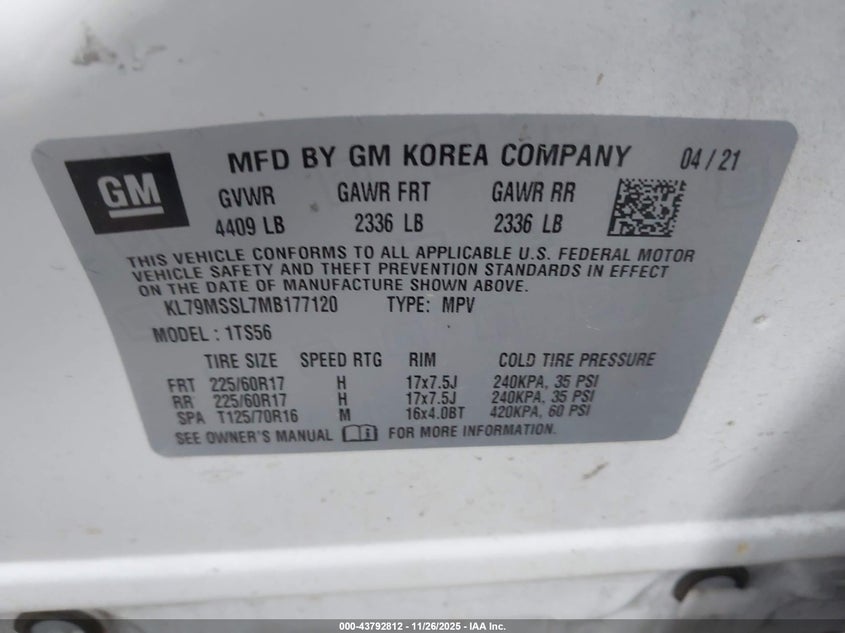 GM
MFD BY GM KOREA COMPANY 04 / 21
GVWR GAWR FRT GAWR RR
4409 LB 2336 LB 2336 LB
THIS VEHICLE CONFORMS TO ALL APPLICABLE U.S. FEDERAL MOTOR
VEHICLE SAFETY AND THEFT PREVENTION STANDARDS IN EFFECT
ON THE DATE OF MANUFACTURE SHOWN ABOVE.
KL79MSSL7MB177120 TYPE: MPV
MODEL : 1TS56
TIRE SIZE SPEED RTG RIM COLD TIRE PRESSURE
FRT 225/60R17 H 17x7.5J 240KPA, 35 PSI
RR 225/60R17 H 17x7.5J 240KPA, 35 PSI
SPA T125/70R16 M 16x4.0BT 420KPA, 60 PSI
SEE OWNER'S MANUAL FOR MORE INFORMATION.
000-43792812 - 11/26/2025 - IAA Inc.